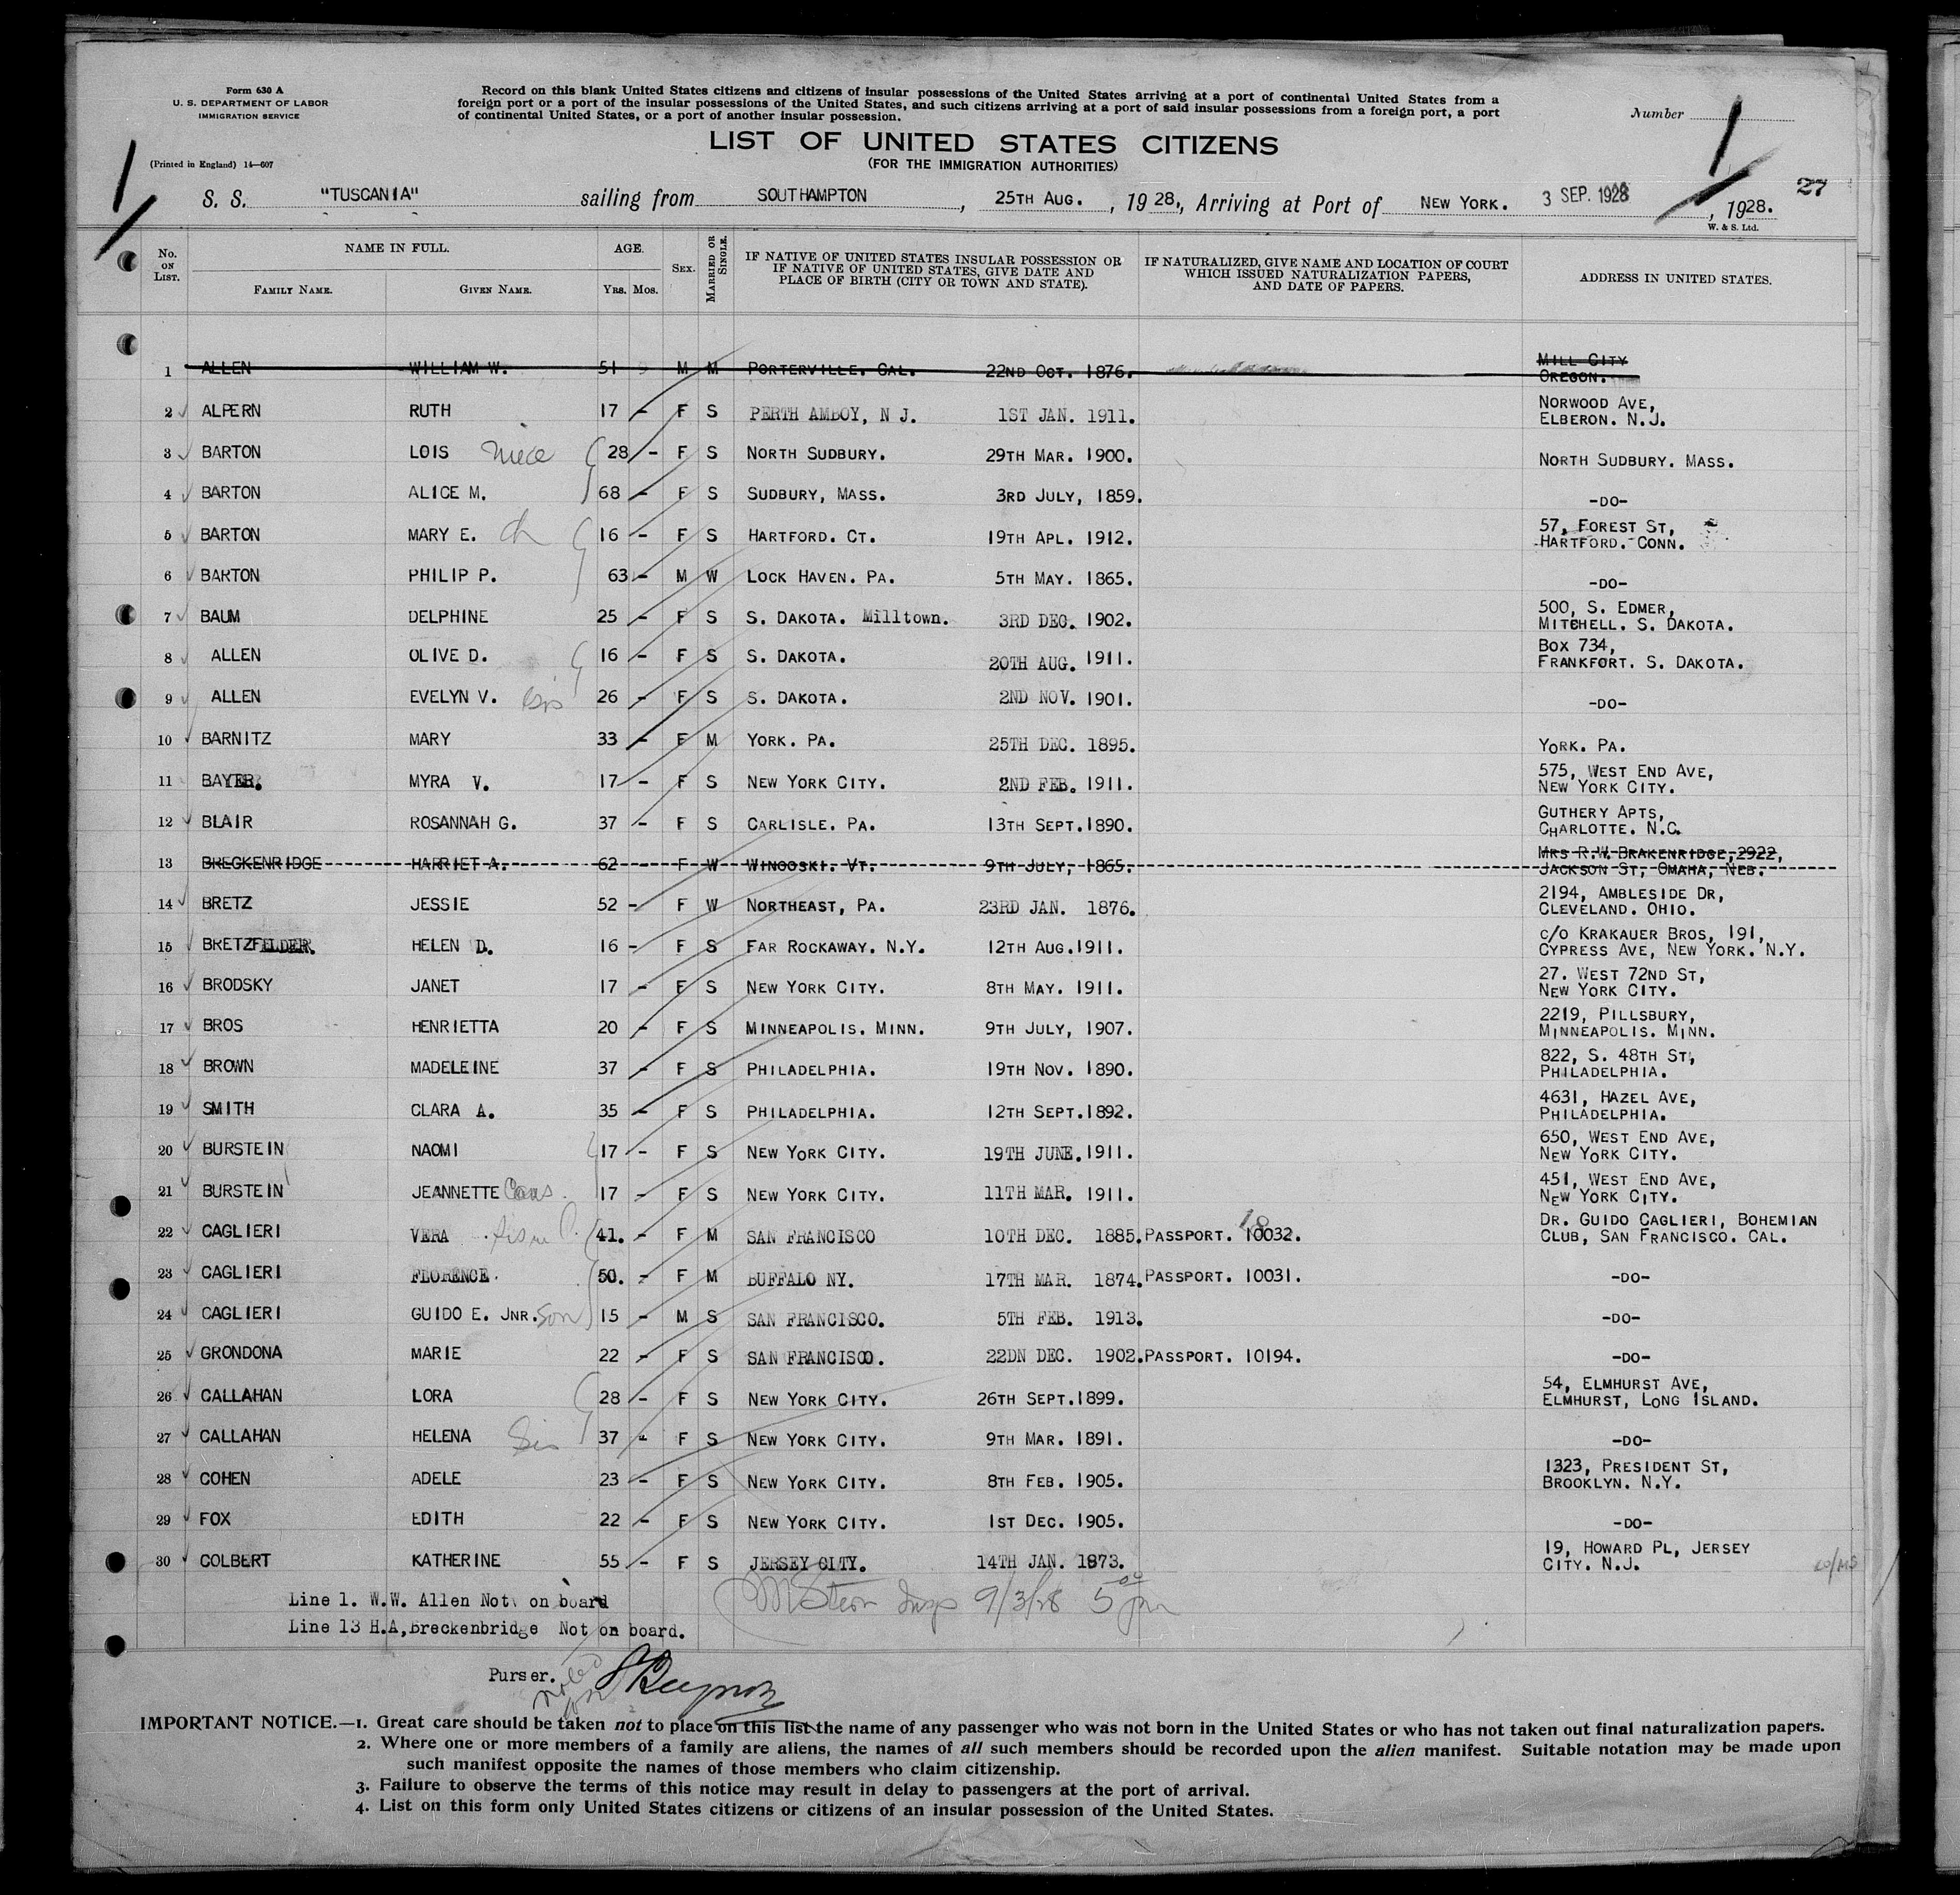 Form 630 A
U. S. DEPARTMENT OF LABOR
IMMIGRATION SERVICE
(Printed in England) 14—607
Record on this blank United States citizens and citizens of insular possessions of the United States arriving at a port of continental United States from a
foreign port or a port of the insular possessions of the United States, and such citizens arriving at a port of said insular possessions from a foreign port, a port
of continental United States, or a port of another insular possession.
Number
LIST OF UNITED STATES CITIZENS
(FOR THE IMMIGRATION AUTHORITIES)
27
S. S. "TUSCANIA" sailing from SOUTHAMPTON, 25TH AUG., 1928, Arriving at Port of NEW YORK. 3 SEP. 1928, 1928.
W. & S. Ltd.
No. ON LIST. NAME IN FULL. FAMILY NAME. GIVEN NAME. AGE. YRS. MOS. SEX. MARRIED OR SINGLE. IF NATIVE OF UNITED STATES INSULAR POSSESSION OR IF NATIVE OF UNITED STATES, GIVE DATE AND PLACE OF BIRTH (CITY OR TOWN AND STATE). IF NATURALIZED, GIVE NAME AND LOCATION OF COURT WHICH ISSUED NATURALIZATION PAPERS, AND DATE OF PAPERS. ADDRESS IN UNITED STATES.
1 ALLEN WILLIAM W. 51 M M PORTERVILLE. CAL. 22ND OCT. 1876. MILL CITY OREGON.
2 ALPERN RUTH 17 - F S PERTH AMBOY, N J. 1ST JAN. 1911. NORWOOD AVE, ELBERON. N.J.
3 BARTON LOIS niece 28 - F S NORTH SUDBURY. 29TH MAR. 1900. NORTH SUDBURY. MASS.
4 BARTON ALICE M. 68 - F S SUDBURY, MASS. 3RD JULY, 1859. -DO-
5 BARTON MARY E. ch 16 - F S HARTFORD. CT. 19TH APL. 1912. 57, FOREST ST, HARTFORD. CONN.
6 BARTON PHILIP P. 63 - M W LOCK HAVEN. PA. 5TH MAY. 1865. -DO-
7 BAUM DELPHINE 25 - F S S. DAKOTA. Milltown. 3RD DEC. 1902. 500, S. EDMER, MITCHELL. S. DAKOTA.
8 ALLEN OLIVE D. 16 - F S S. DAKOTA. 20TH AUG. 1911. BOX 734, FRANKFORT. S. DAKOTA.
9 ALLEN EVELYN V. sis 26 - F S S. DAKOTA. 2ND NOV. 1901. -DO-
10 BARNITZ MARY 33 - F M YORK. PA. 25TH DEC. 1895. YORK. PA.
11 BAYER. MYRA V. 17 - F S NEW YORK CITY. 2ND FEB. 1911. 575, WEST END AVE, NEW YORK CITY.
12 BLAIR ROSANNAH G. 37 - F S CARLISLE. PA. 13TH SEPT. 1890. GUTHERY APTS, CHARLOTTE. N.C.
13 BRECKENRIDGE HARRIET A. 62 - F W WINOOSKI. VT. 9TH JULY, 1865. MRS R.W. BRAKENRIDGE, 2922, JACKSON ST, OMAHA, NEB.
14 BRETZ JESSIE 52 - F W NORTHEAST, PA. 23RD JAN. 1876. 2194, AMBLESIDE DR, CLEVELAND. OHIO.
15 BRETZFELDER. HELEN D. 16 - F S FAR ROCKAWAY. N.Y. 12TH AUG. 1911. C/O KRAKAUER BROS, 191, CYPRESS AVE, NEW YORK. N.Y.
16 BRODSKY JANET 17 - F S NEW YORK CITY. 8TH MAY. 1911. 27. WEST 72ND ST, NEW YORK CITY.
17 BROS HENRIETTA 20 - F S MINNEAPOLIS. MINN. 9TH JULY, 1907. 2219, PILLSBURY, MINNEAPOLIS. MINN.
18 BROWN MADELEINE 37 - F S PHILADELPHIA. 19TH NOV. 1890. 822, S. 48TH ST, PHILADELPHIA.
19 SMITH CLARA A. 35 - F S PHILADELPHIA. 12TH SEPT. 1892. 4631, HAZEL AVE, PHILADELPHIA.
20 BURSTEIN NAOMI 17 - F S NEW YORK CITY. 19TH JUNE. 1911. 650, WEST END AVE, NEW YORK CITY.
21 BURSTEIN JEANNETTE Cous 17 - F S NEW YORK CITY. 11TH MAR. 1911. 451, WEST END AVE, NEW YORK CITY.
22 CAGLIERI VERA 41. - F M SAN FRANCISCO 10TH DEC. 1885. PASSPORT. 10032. 18 DR. GUIDO CAGLIERI, BOHEMIAN CLUB, SAN FRANCISCO. CAL.
23 CAGLIERI FLORENCE. 50. - F M BUFFALO NY. 17TH MAR. 1874. PASSPORT. 10031. -DO-
24 CAGLIERI GUIDO E. JNR. son 15 - M S SAN FRANCISCO. 5TH FEB. 1913. -DO-
25 GRONDONA MARIE 22 - F S SAN FRANCISCO. 22DN DEC. 1902. PASSPORT. 10194. -DO-
26 CALLAHAN LORA 28 - F S NEW YORK CITY. 26TH SEPT. 1899. 54, ELMHURST AVE, ELMHURST, LONG ISLAND.
27 CALLAHAN HELENA Sis 37 - F S NEW YORK CITY. 9TH MAR. 1891. -DO-
28 COHEN ADELE 23 - F S NEW YORK CITY. 8TH FEB. 1905. 1323, PRESIDENT ST, BROOKLYN. N.Y.
29 FOX EDITH 22 - F S NEW YORK CITY. 1ST DEC. 1905. -DO-
30 COLBERT KATHERINE 55 - F S JERSEY CITY. 14TH JAN. 1873. 19, HOWARD PL, JERSEY CITY. N.J.
Line 1. W.W. Allen Not on board
Line 13 H.A, Breckenbridge Not on board.
Insp 9/3/28 5 00 pm
Purser.
IMPORTANT NOTICE.—1. Great care should be taken not to place on this list the name of any passenger who was not born in the United States or who has not taken out final naturalization papers.
2. Where one or more members of a family are aliens, the names of all such members should be recorded upon the alien manifest. Suitable notation may be made upon
such manifest opposite the names of those members who claim citizenship.
3. Failure to observe the terms of this notice may result in delay to passengers at the port of arrival.
4. List on this form only United States citizens or citizens of an insular possession of the United States.